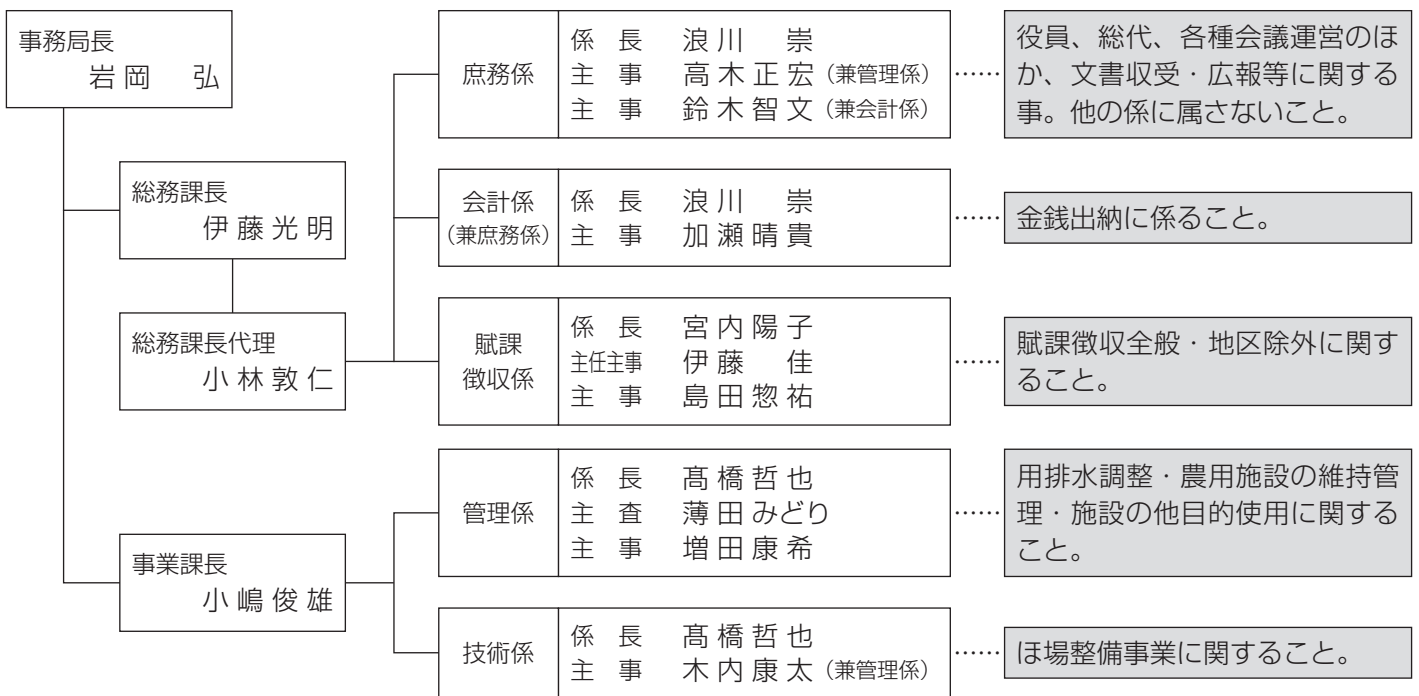 事務局長
岩岡　弘
総務課長
伊藤光明
総務課長代理
小林敦仁
庶務係
係　長　浪川　崇
主　事　高木正宏（兼管理係）
主　事　鈴木智文（兼会計係）
……
役員、総代、各種会議運営のほ
か、文書収受・広報等に関する
事。他の係に属さないこと。
会計係
（兼庶務係）
係　長　浪川　崇
主　事　加瀬晴貴
……
金銭出納に係ること。
賦課
徴収係
係　長　宮内陽子
主任主事　伊藤　佳
主　事　島田惣祐
……
賦課徴収全般・地区除外に関す
ること。
事業課長
小嶋俊雄
管理係
係　長　髙橋哲也
主　査　薄田みどり
主　事　増田康希
……
用排水調整・農用施設の維持管
理・施設の他目的使用に関する
こと。
技術係
係　長　髙橋哲也
主　事　木内康太（兼管理係）
……
ほ場整備事業に関すること。